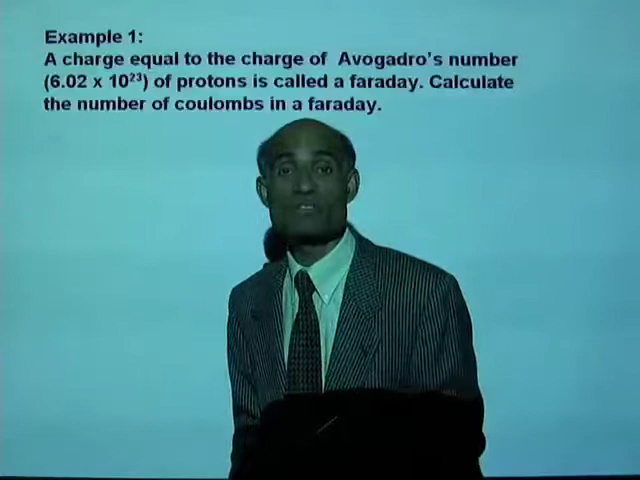 Example 1:
A charge equal to the charge of Avogadro's number
(6.02 x 10²³) of protons is called a faraday. Calculate
the number of coulombs in a faraday.